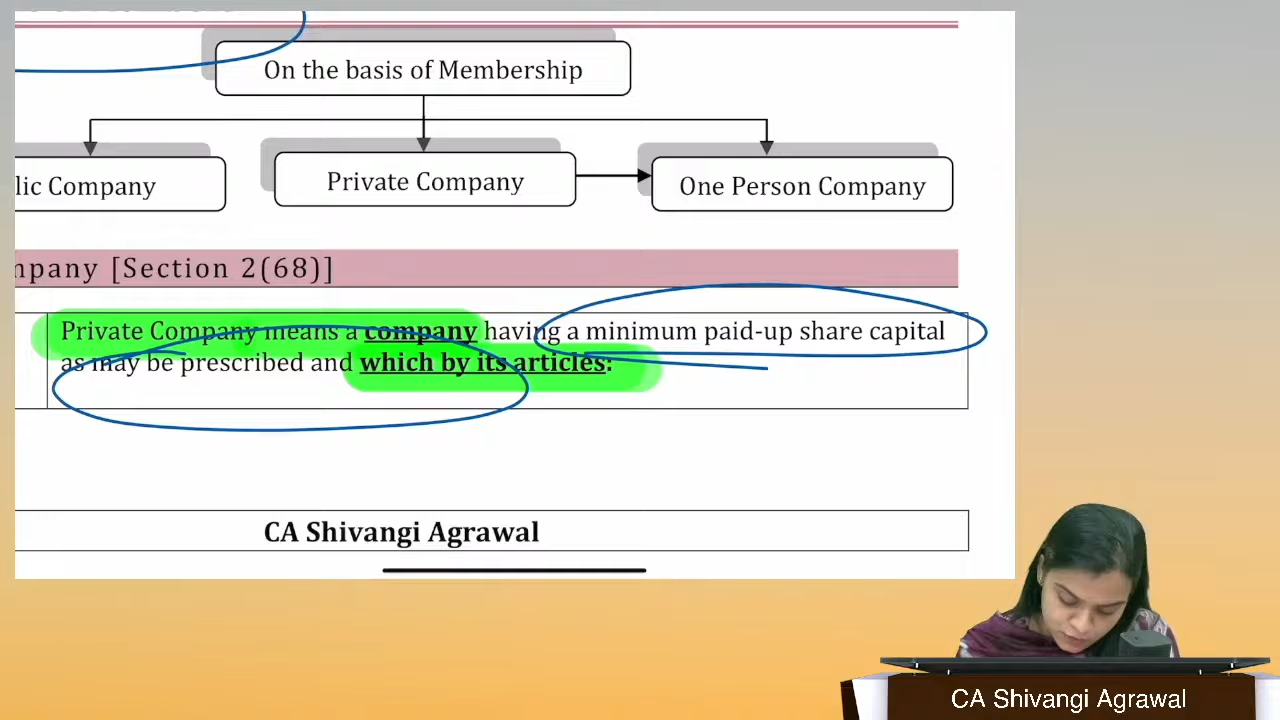 On the basis of Membership
lic Company
Private Company
One Person Company
mpany [Section 2(68)]
Private Company means a company having a minimum paid-up share capital
as may be prescribed and which by its articles:
CA Shivangi Agrawal
CA Shivangi Agrawal